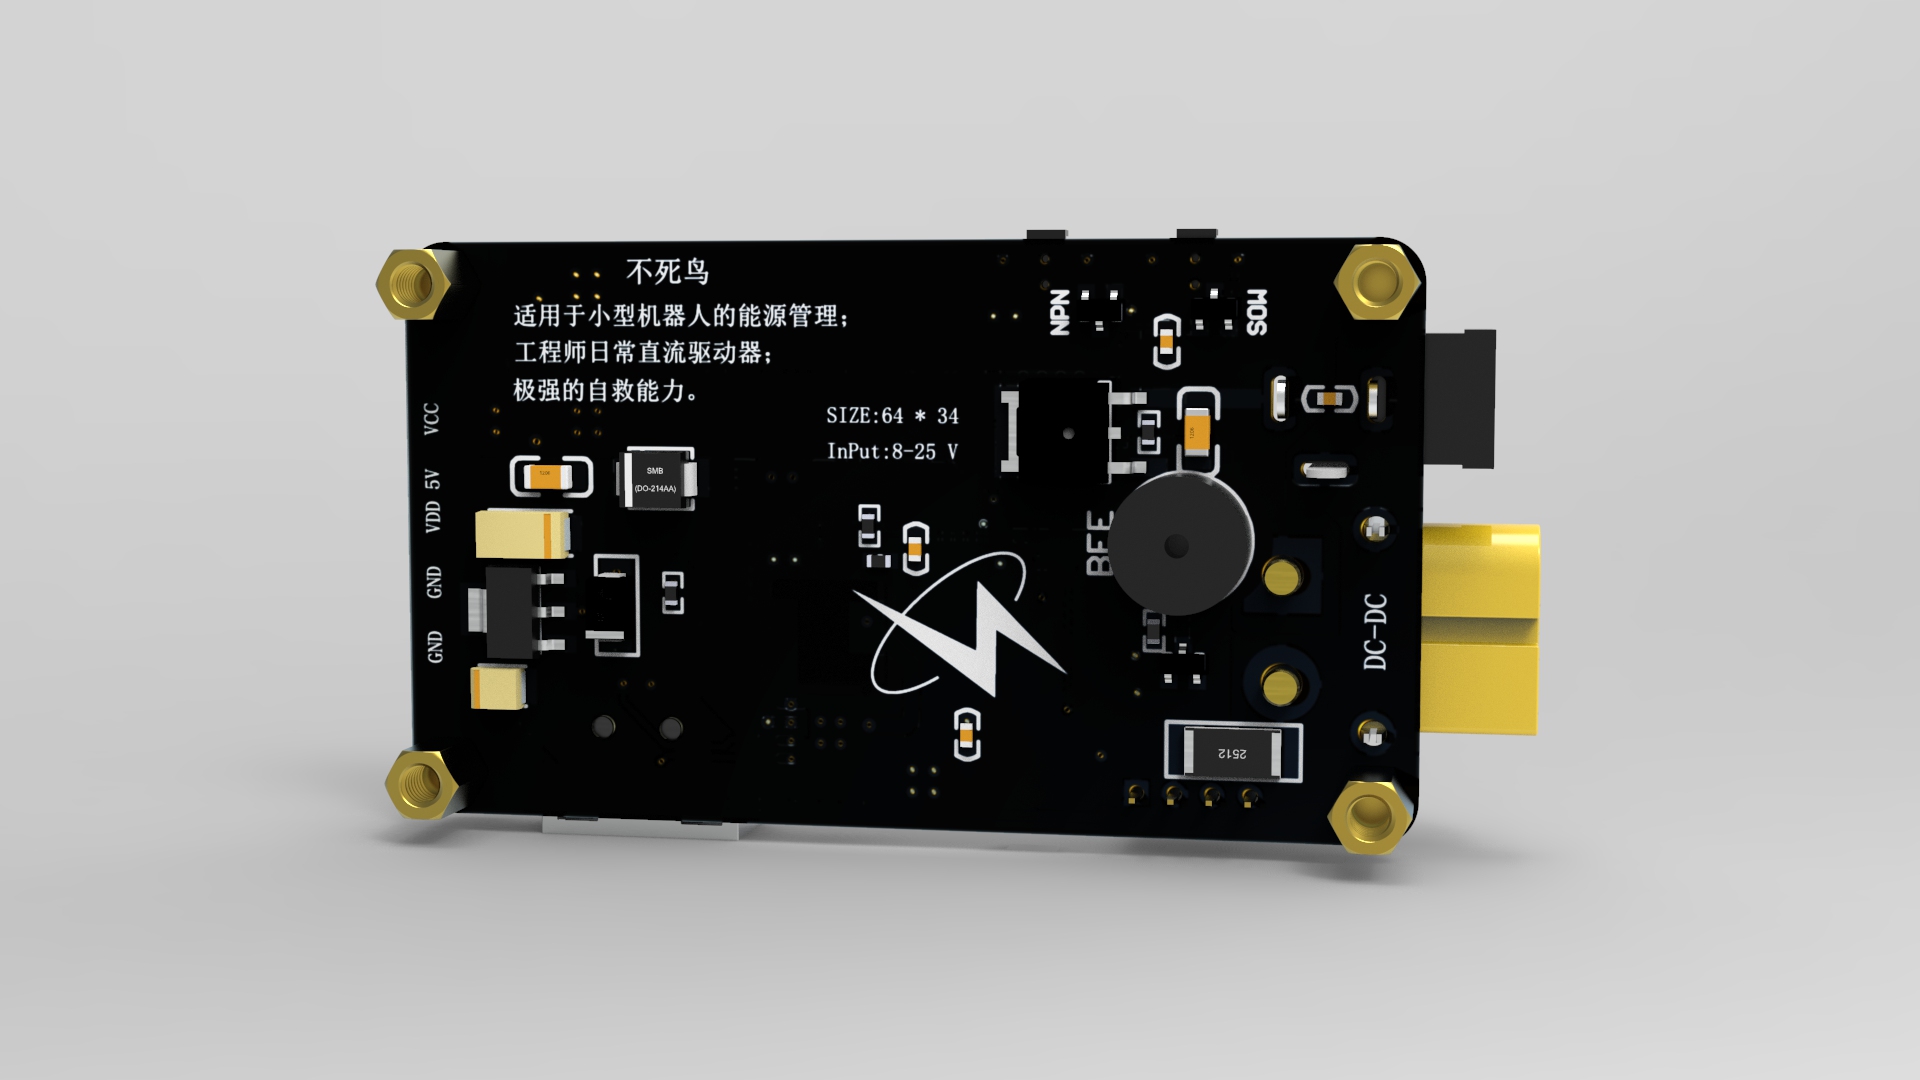 不死鸟
适用于小型机器人的能源管理；
工程师日常直流驱动器；
极强的自救能力。
SIZE:64 * 34
InPut:8-25 V
NPN
MOS
VCC
5V
VDD
GND
GND
SMB
(DO-214AA)
BEE
DC-DC
2512